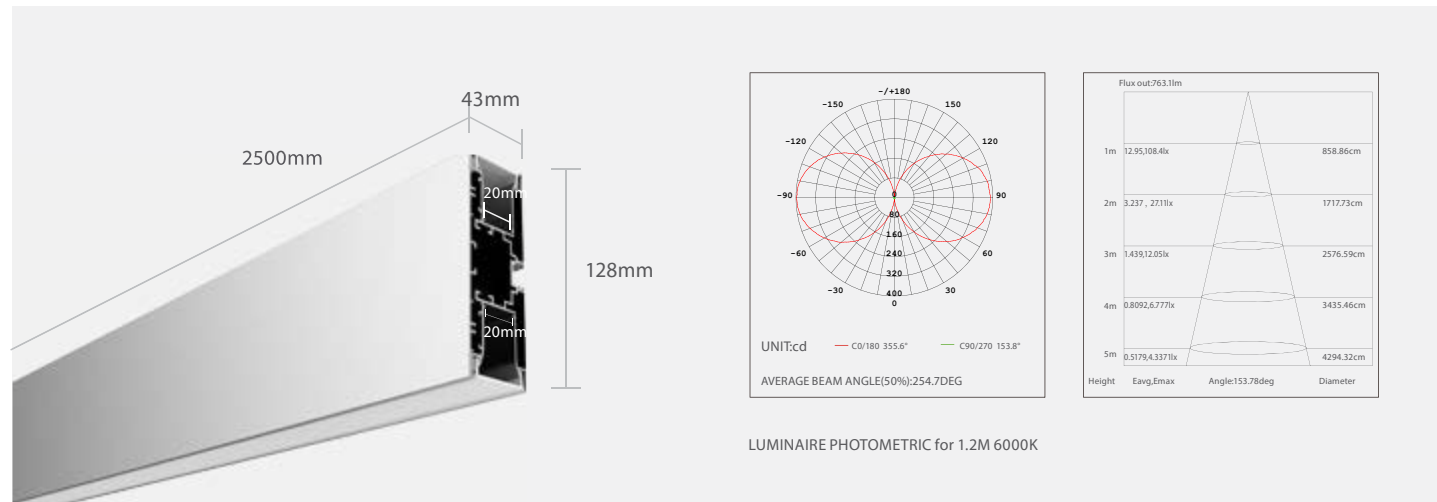 43mm
2500mm
20mm
128mm
20mm
-/+180
-150
150
-120
120
-90
90
-60
60
-30
30
0
80
160
240
320
400
0
UNIT:cd
C0/180 355.6°
C90/270 153.8°
AVERAGE BEAM ANGLE(50%):254.7DEG
Flux out:763.1lm
1m 12.95,108.4lx 858.86cm
2m 3.237 , 27.11lx 1717.73cm
3m 1.439,12.05lx 2576.59cm
4m 0.8092,6.777lx 3435.46cm
5m 0.5179,4.3371lx 4294.32cm
Height Eavg,Emax Angle:153.78deg Diameter
LUMINAIRE PHOTOMETRIC for 1.2M 6000K